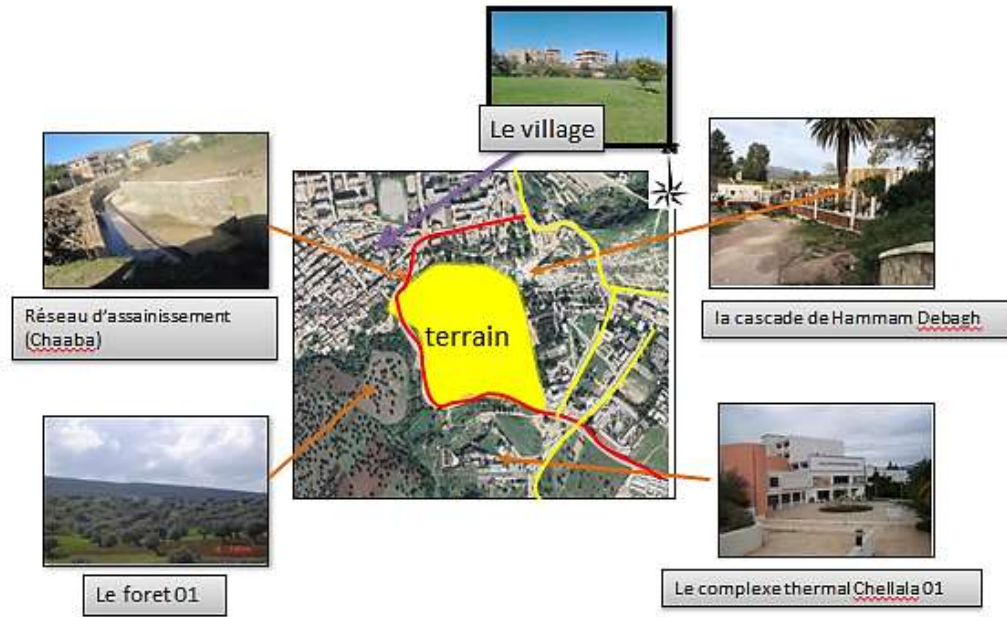 Le village
Réseau d'assainissement
(Chaaba)
la cascade de Hammam Debagh
terrain
Le foret 01
Le complexe thermal Chellala 01